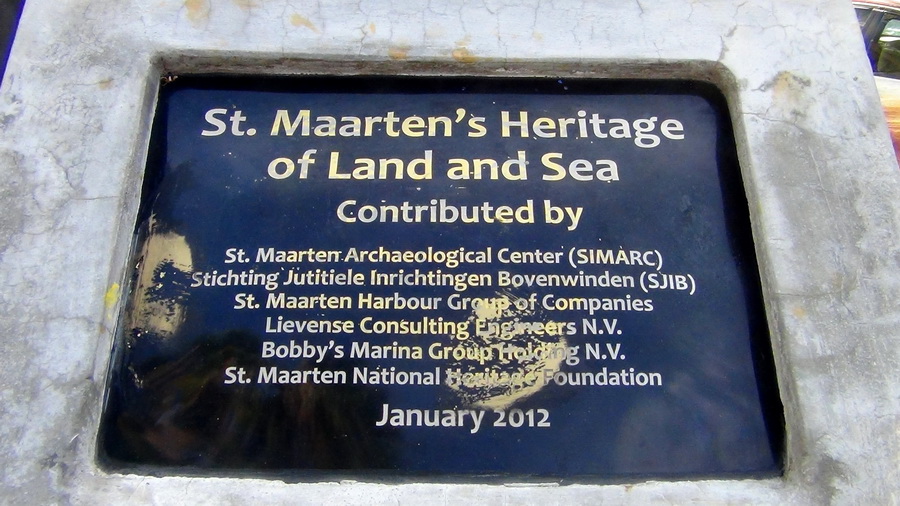 St. Maarten's Heritage
of Land and Sea
Contributed by
St. Maarten Archaeological Center (SIMARC)
Stichting Jutitiele Inrichtingen Bovenwinden (SJIB)
St. Maarten Harbour Group of Companies
Lievense Consulting Engineers N.V.
Bobby's Marina Group Holding N.V.
St. Maarten National Heritage Foundation
January 2012